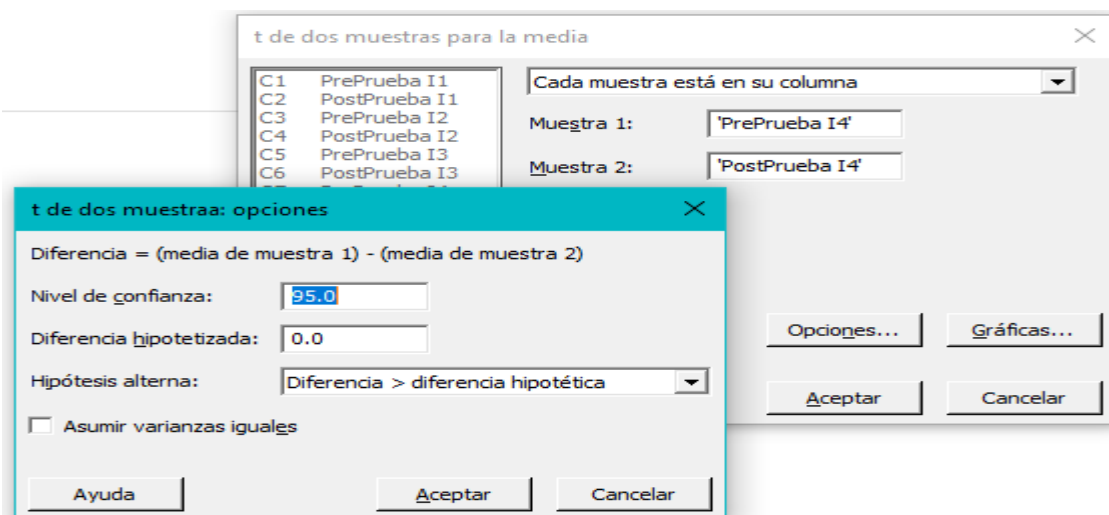 t de dos muestras para la media
C1 PrePrueba I1
C2 PostPrueba I1
C3 PrePrueba I2
C4 PostPrueba I2
C5 PrePrueba I3
C6 PostPrueba I3
Cada muestra está en su columna
Muestra 1: 'PrePrueba I4'
Muestra 2: 'PostPrueba I4'
Opciones... Gráficas...
Aceptar Cancelar
t de dos muestraa: opciones
Diferencia = (media de muestra 1) - (media de muestra 2)
Nivel de confianza: 95.0
Diferencia hipotetizada: 0.0
Hipótesis alterna: Diferencia > diferencia hipotética
Asumir varianzas iguales
Ayuda Aceptar Cancelar